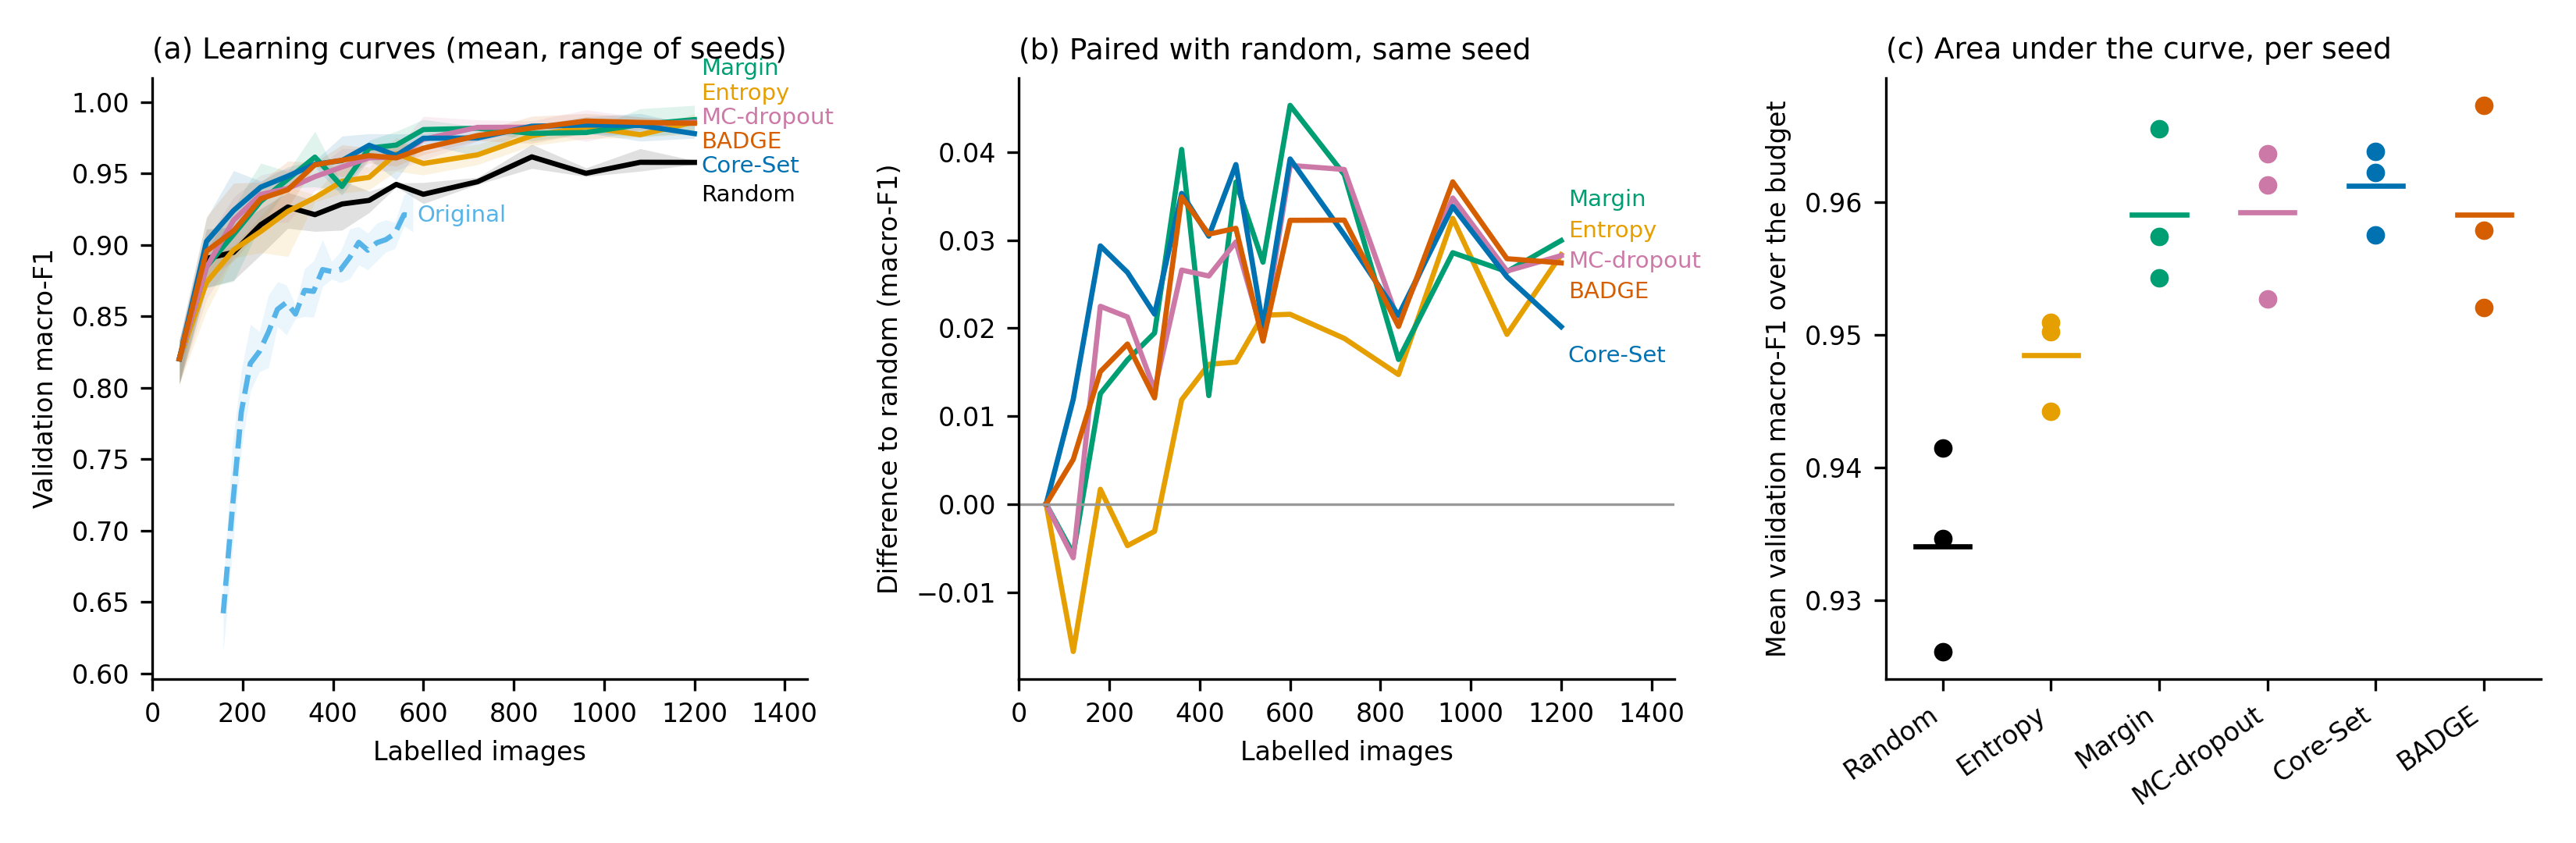 (a) Learning curves (mean, range of seeds)
Validation macro-F1
1.00
0.95
0.90
0.85
0.80
0.75
0.70
0.65
0.60
0 200 400 600 800 1000 1200 1400
Labelled images
Margin
Entropy
MC-dropout
BADGE
Core-Set
Random
Original
(b) Paired with random, same seed
Difference to random (macro-F1)
0.04
0.03
0.02
0.01
0.00
−0.01
0 200 400 600 800 1000 1200 1400
Labelled images
Margin
Entropy
MC-dropout
BADGE
Core-Set
(c) Area under the curve, per seed
Mean validation macro-F1 over the budget
0.96
0.95
0.94
0.93
Random
Entropy
Margin
MC-dropout
Core-Set
BADGE